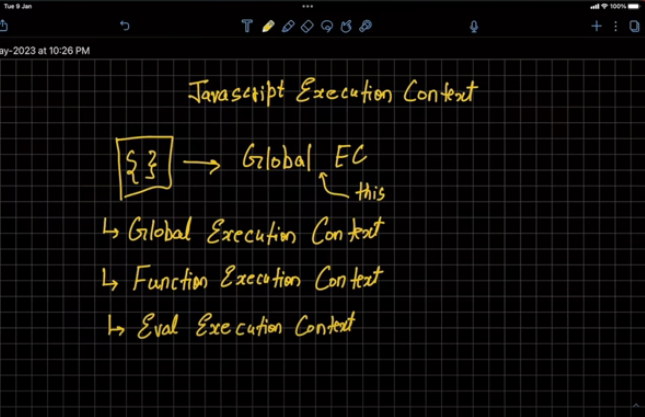 Tue 9 Jan
100%
ay-2023 at 10:26 PM
Javascript Execution Context
{ } → Global EC
this
↳ Global Execution Context
↳ Function Execution Context
↳ Eval Execution Context